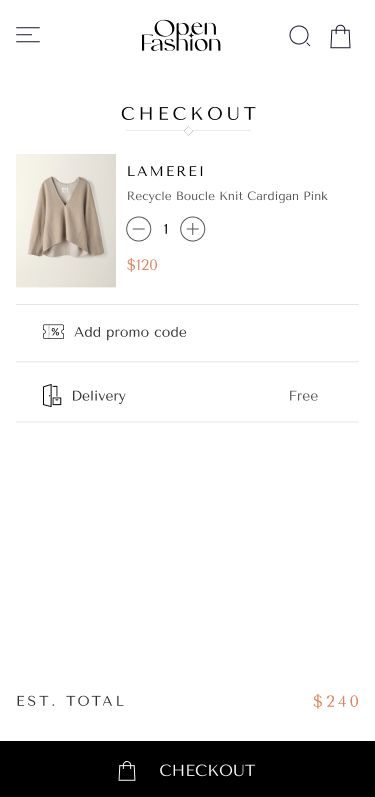 Open
Fashion
CHECKOUT
LAMEREI
Recycle Boucle Knit Cardigan Pink
1
$120
%
Add promo code
Delivery
Free
EST. TOTAL
$240
CHECKOUT